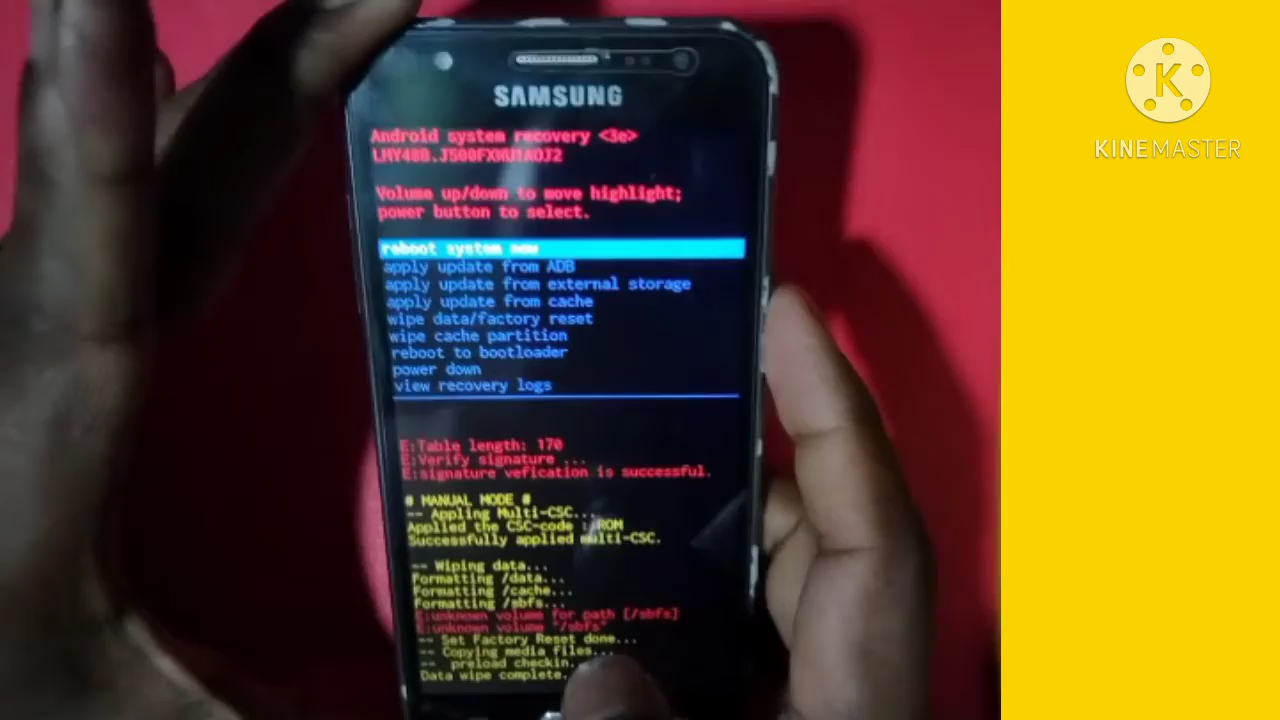 SAMSUNG
Android system recovery <3e>
LMY48B.J500FXWU1AOJ2
Volume up/down to move highlight;
power button to select.
reboot system now
apply update from ADB
apply update from external storage
apply update from cache
wipe data/factory reset
wipe cache partition
reboot to bootloader
power down
view recovery logs
E:Table length: 170
E:Verify signature ...
E:signature vefication is successful.
# MANUAL MODE #
-- Appling Multi-CSC...
Applied the CSC-code : ROM
Successfully applied multi-CSC.
-- Wiping data...
Formatting /data...
Formatting /cache...
Formatting /sbfs...
E:unknown volume for path [/sbfs]
E:unknown volume "/sbfs"
-- Set Factory Reset done...
-- Copying media files...
-- preload checkin..
Data wipe complete.
K
KINEMASTER